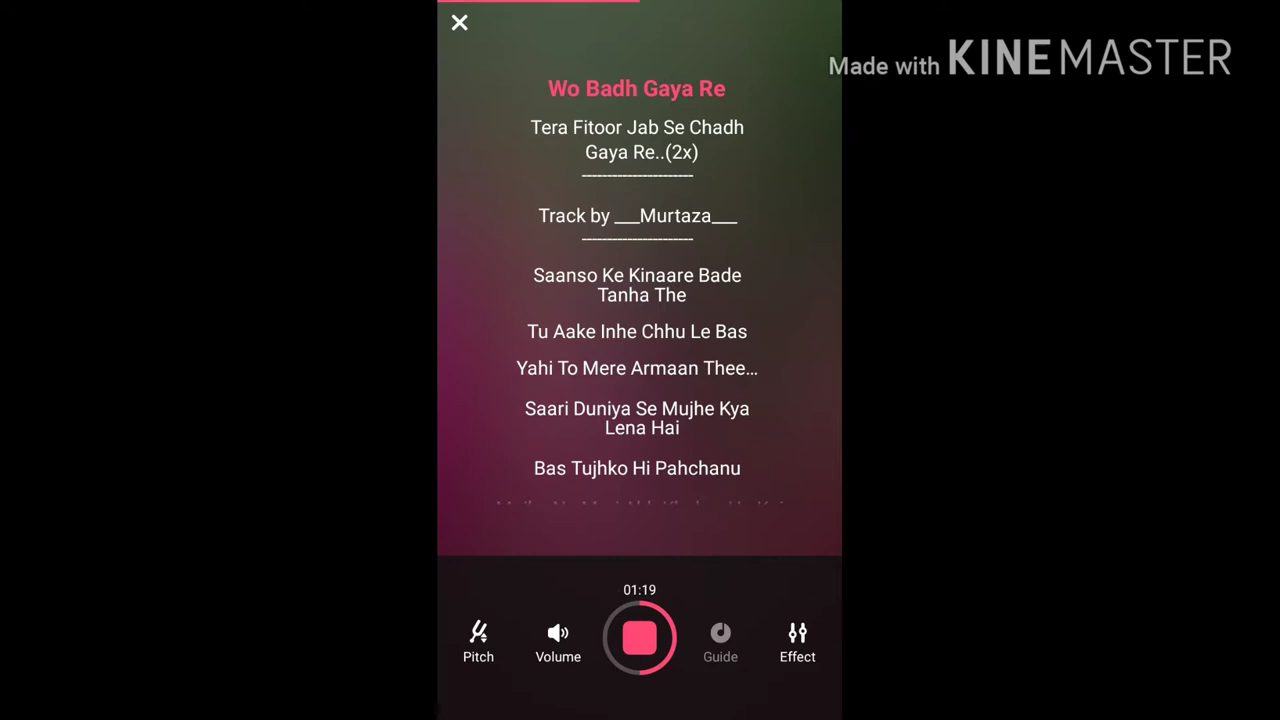 Made with KINEMASTER
Wo Badh Gaya Re
Tera Fitoor Jab Se Chadh
Gaya Re..(2x)
----------------------
Track by ___Murtaza___
----------------------
Saanso Ke Kinaare Bade
Tanha The
Tu Aake Inhe Chhu Le Bas
Yahi To Mere Armaan Thee...
Saari Duniya Se Mujhe Kya
Lena Hai
Bas Tujhko Hi Pahchanu
01:19
Pitch
Volume
Guide
Effect